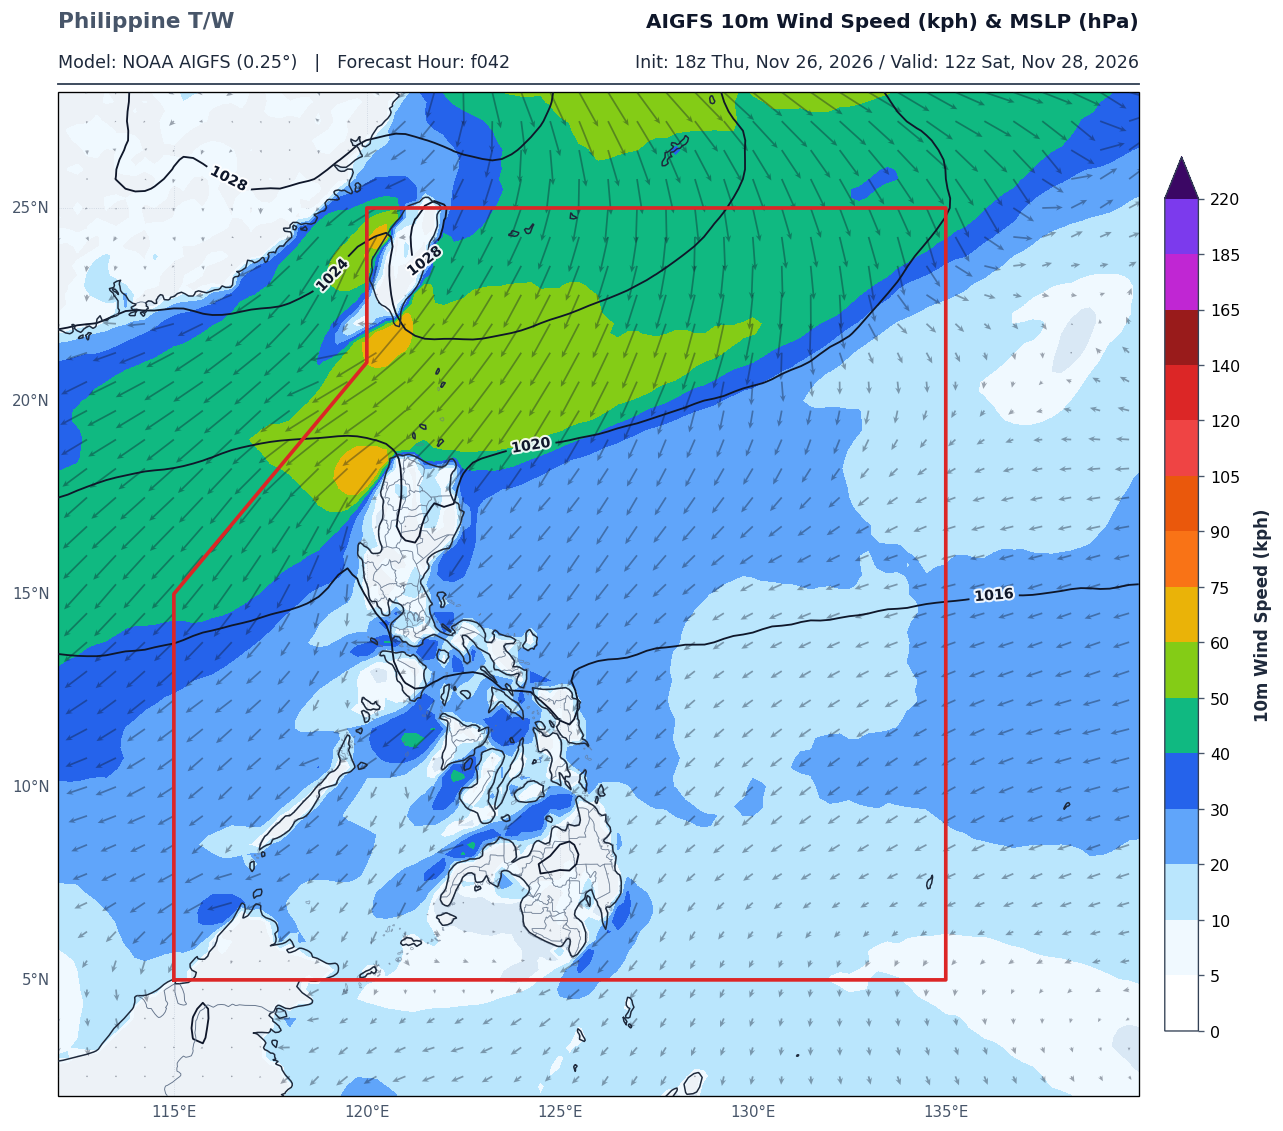 Philippine T/W
AIGFS 10m Wind Speed (kph) & MSLP (hPa)
Model: NOAA AIGFS (0.25°)   |   Forecast Hour: f042
Init: 18z Thu, Nov 26, 2026 / Valid: 12z Sat, Nov 28, 2026
1028
1024
1028
1020
1016
25°N
20°N
15°N
10°N
5°N
115°E
120°E
125°E
130°E
135°E
220
185
165
140
120
105
90
75
60
50
40
30
20
10
5
0
10m Wind Speed (kph)